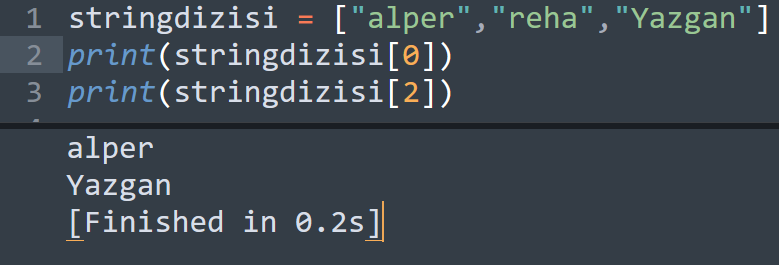 1 stringdizisi = ["alper","reha","Yazgan"]
2 print(stringdizisi[0])
3 print(stringdizisi[2])
alper
Yazgan
[Finished in 0.2s]